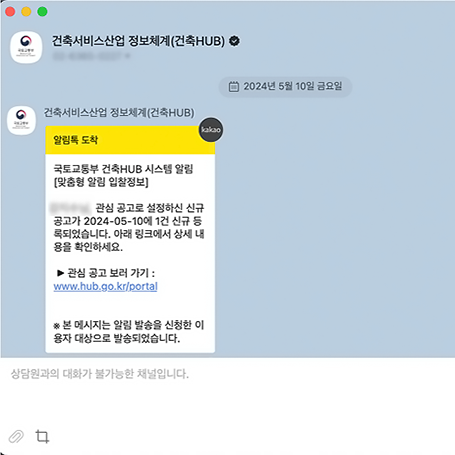 국토교통부
건축서비스산업 정보체계(건축HUB)
2024년 5월 10일 금요일
국토교통부
건축서비스산업 정보체계(건축HUB)
kakao
알림톡 도착
국토교통부 건축HUB 시스템 알림
[맞춤형 알림 입찰정보]
관심 공고로 설정하신 신규
공고가 2024-05-10에 1건 신규 등
록되었습니다. 아래 링크에서 상세 내
용을 확인하세요.
▶ 관심 공고 보러 가기 :
www.hub.go.kr/portal
※ 본 메시지는 알림 발송을 신청한 이
용자 대상으로 발송되었습니다.
상담원과의 대화가 불가능한 채널입니다.